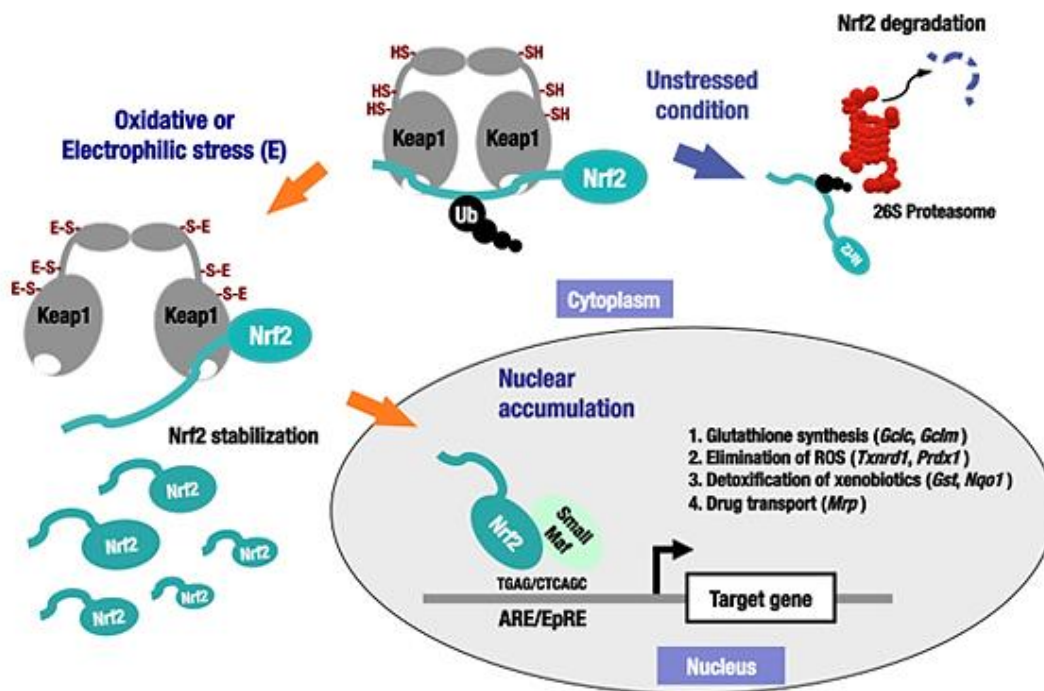 Nrf2 degradation
Unstressed
condition
26S Proteasome
Nrf2
HS-
-SH
HS-
-SH
HS-
-SH
Keap1
Keap1
Nrf2
Ub
Oxidative or
Electrophilic stress (E)
E-S-
-S-E
E-S-
-S-E
E-S-
-S-E
Keap1
Keap1
Nrf2
Nrf2 stabilization
Nrf2
Nrf2
Nrf2
Nrf2
Nrf2
Cytoplasm
Nuclear
accumulation
1. Glutathione synthesis (Gclc, Gclm)
2. Elimination of ROS (Txnrd1, Prdx1)
3. Detoxification of xenobiotics (Gst, Nqo1)
4. Drug transport (Mrp)
Nrf2
Small
Maf
TGAG/CTCAGC
ARE/EpRE
Target gene
Nucleus